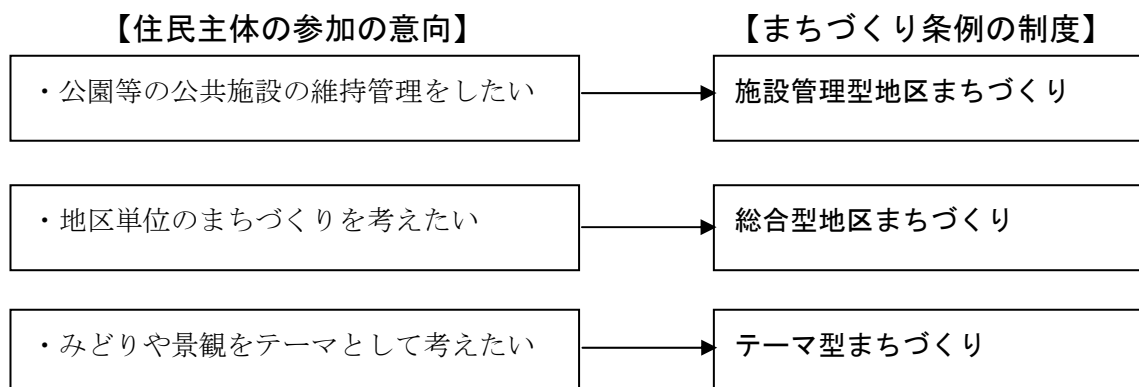 【住民主体の参加の意向】 【まちづくり条例の制度】
・公園等の公共施設の維持管理をしたい 施設管理型地区まちづくり
・地区単位のまちづくりを考えたい 総合型地区まちづくり
・みどりや景観をテーマとして考えたい テーマ型まちづくり